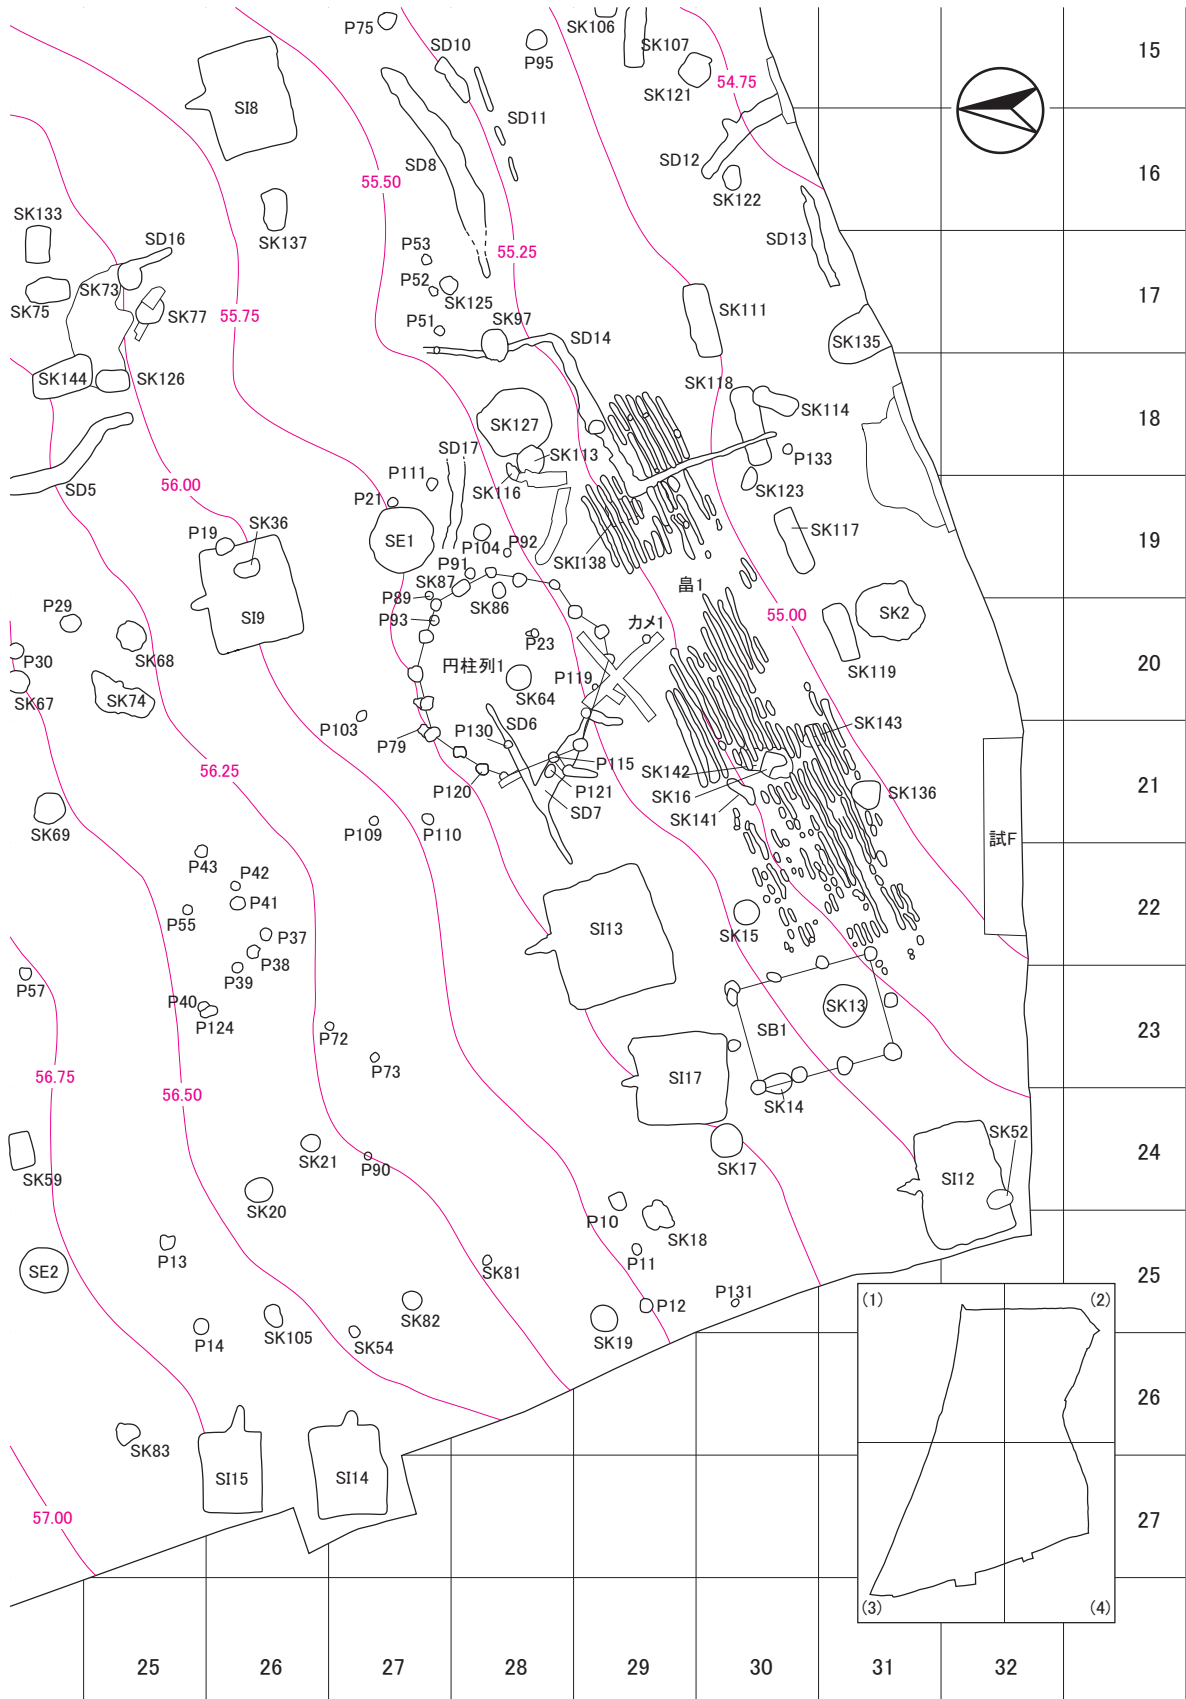 P75
SD10
P95
SK106
SK107
15
SK121
54.75
SI8
SD11
SD8
SD12
16
55.50
SK122
SK133
SK137
SD16
P53
55.25
SD13
SK73
P52
SK125
SK75
SK77
55.75
P51
SK97
SD14
SK111
17
SK135
SK144
SK126
SK118
SK114
SK127
18
SD17
SK113
P133
SD5
56.00
P111
SK116
SK123
P21
P19
SK36
SE1
P104
P92
SKI138
SK117
19
P91
SK87
畠1
P89
SK86
P29
SI9
P93
カメ1
55.00
SK2
P23
P30
SK68
円柱列1
P119
SK119
20
SK67
SK74
SK64
SD6
P103
P130
SK143
P79
56.25
P115
SK142
P120
P121
SK16
SK136
21
SK69
P109
P110
SD7
SK141
試F
P43
P42
P41
P55
SI13
SK15
22
P37
P38
P39
P57
P40
P124
SK13
SB1
23
P72
P73
56.75
SI17
56.50
SK14
SK52
SK21
24
P90
SK17
SK59
SI12
SK20
P10
SK18
P13
P11
SE2
SK81
25
P131
(1)
(2)
P12
SK82
P14
SK105
SK54
SK19
26
SK83
SI15
SI14
57.00
27
(3)
(4)
25
26
27
28
29
30
31
32